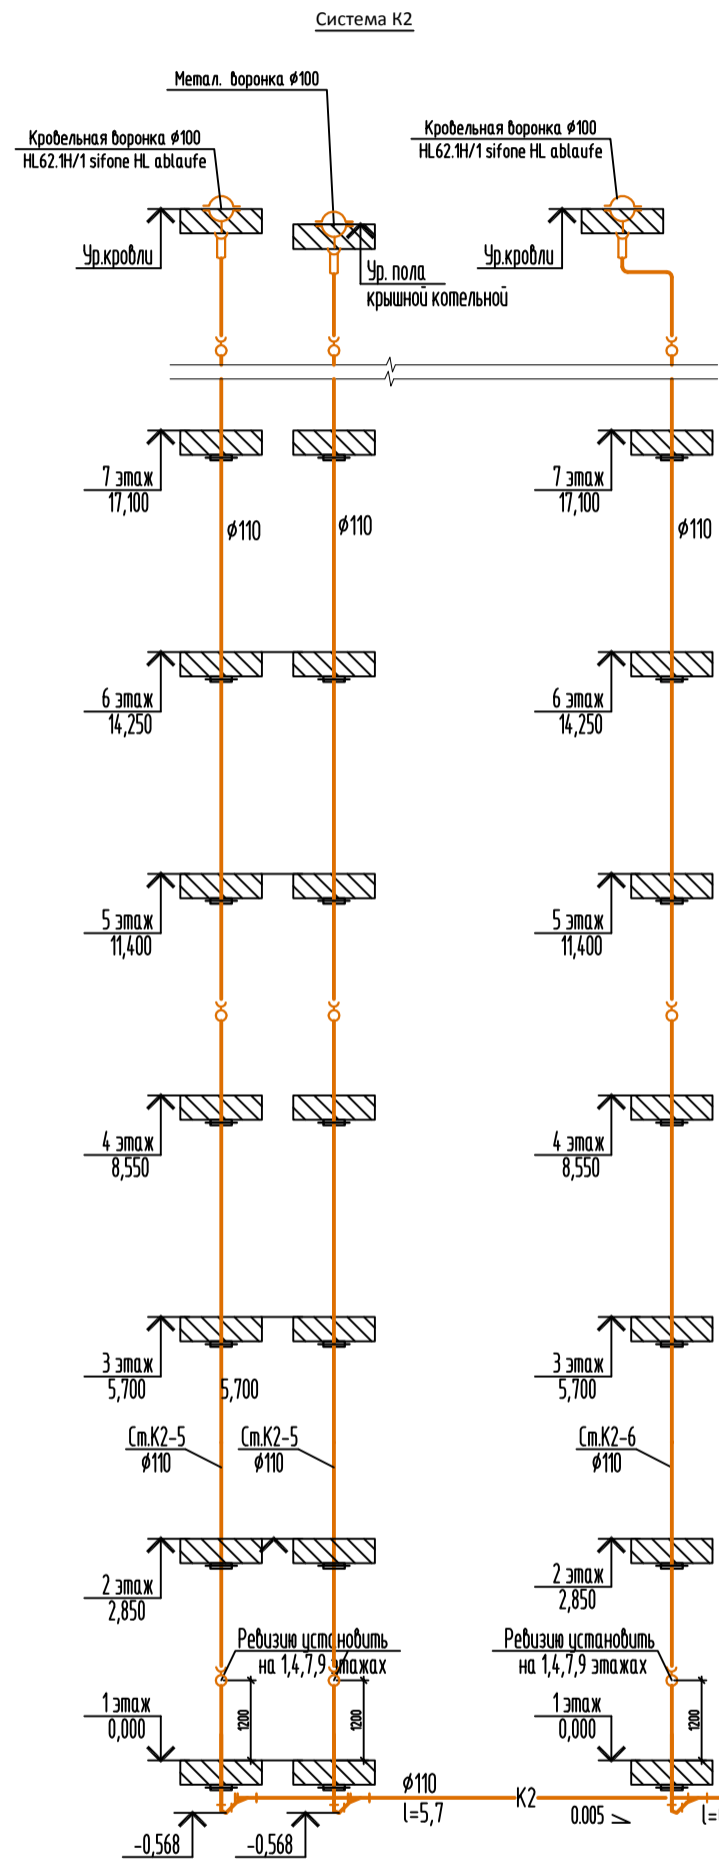 Система К2
Метал. воронка ⌀100
Кровельная воронка ⌀100
HL62.1H/1 sifone HL ablaufe
Кровельная воронка ⌀100
HL62.1H/1 sifone HL ablaufe
Ур.кровли
Ур. пола
крышной котельной
Ур.кровли
7 этаж
17,100
7 этаж
17,100
⌀110
⌀110
⌀110
6 этаж
14,250
6 этаж
14,250
5 этаж
11,400
5 этаж
11,400
4 этаж
8,550
4 этаж
8,550
3 этаж
5,700
5,700
3 этаж
5,700
Ст.К2-5
⌀110
Ст.К2-5
⌀110
Ст.К2-6
⌀110
2 этаж
2,850
2 этаж
2,850
Ревизию установить
на 1,4,7,9 этажах
Ревизию установить
на 1,4,7,9 этажах
1 этаж
0,000
1200
1200
1 этаж
0,000
1200
⌀110
l=5,7
К2
0.005
l=
-0,568
-0,568